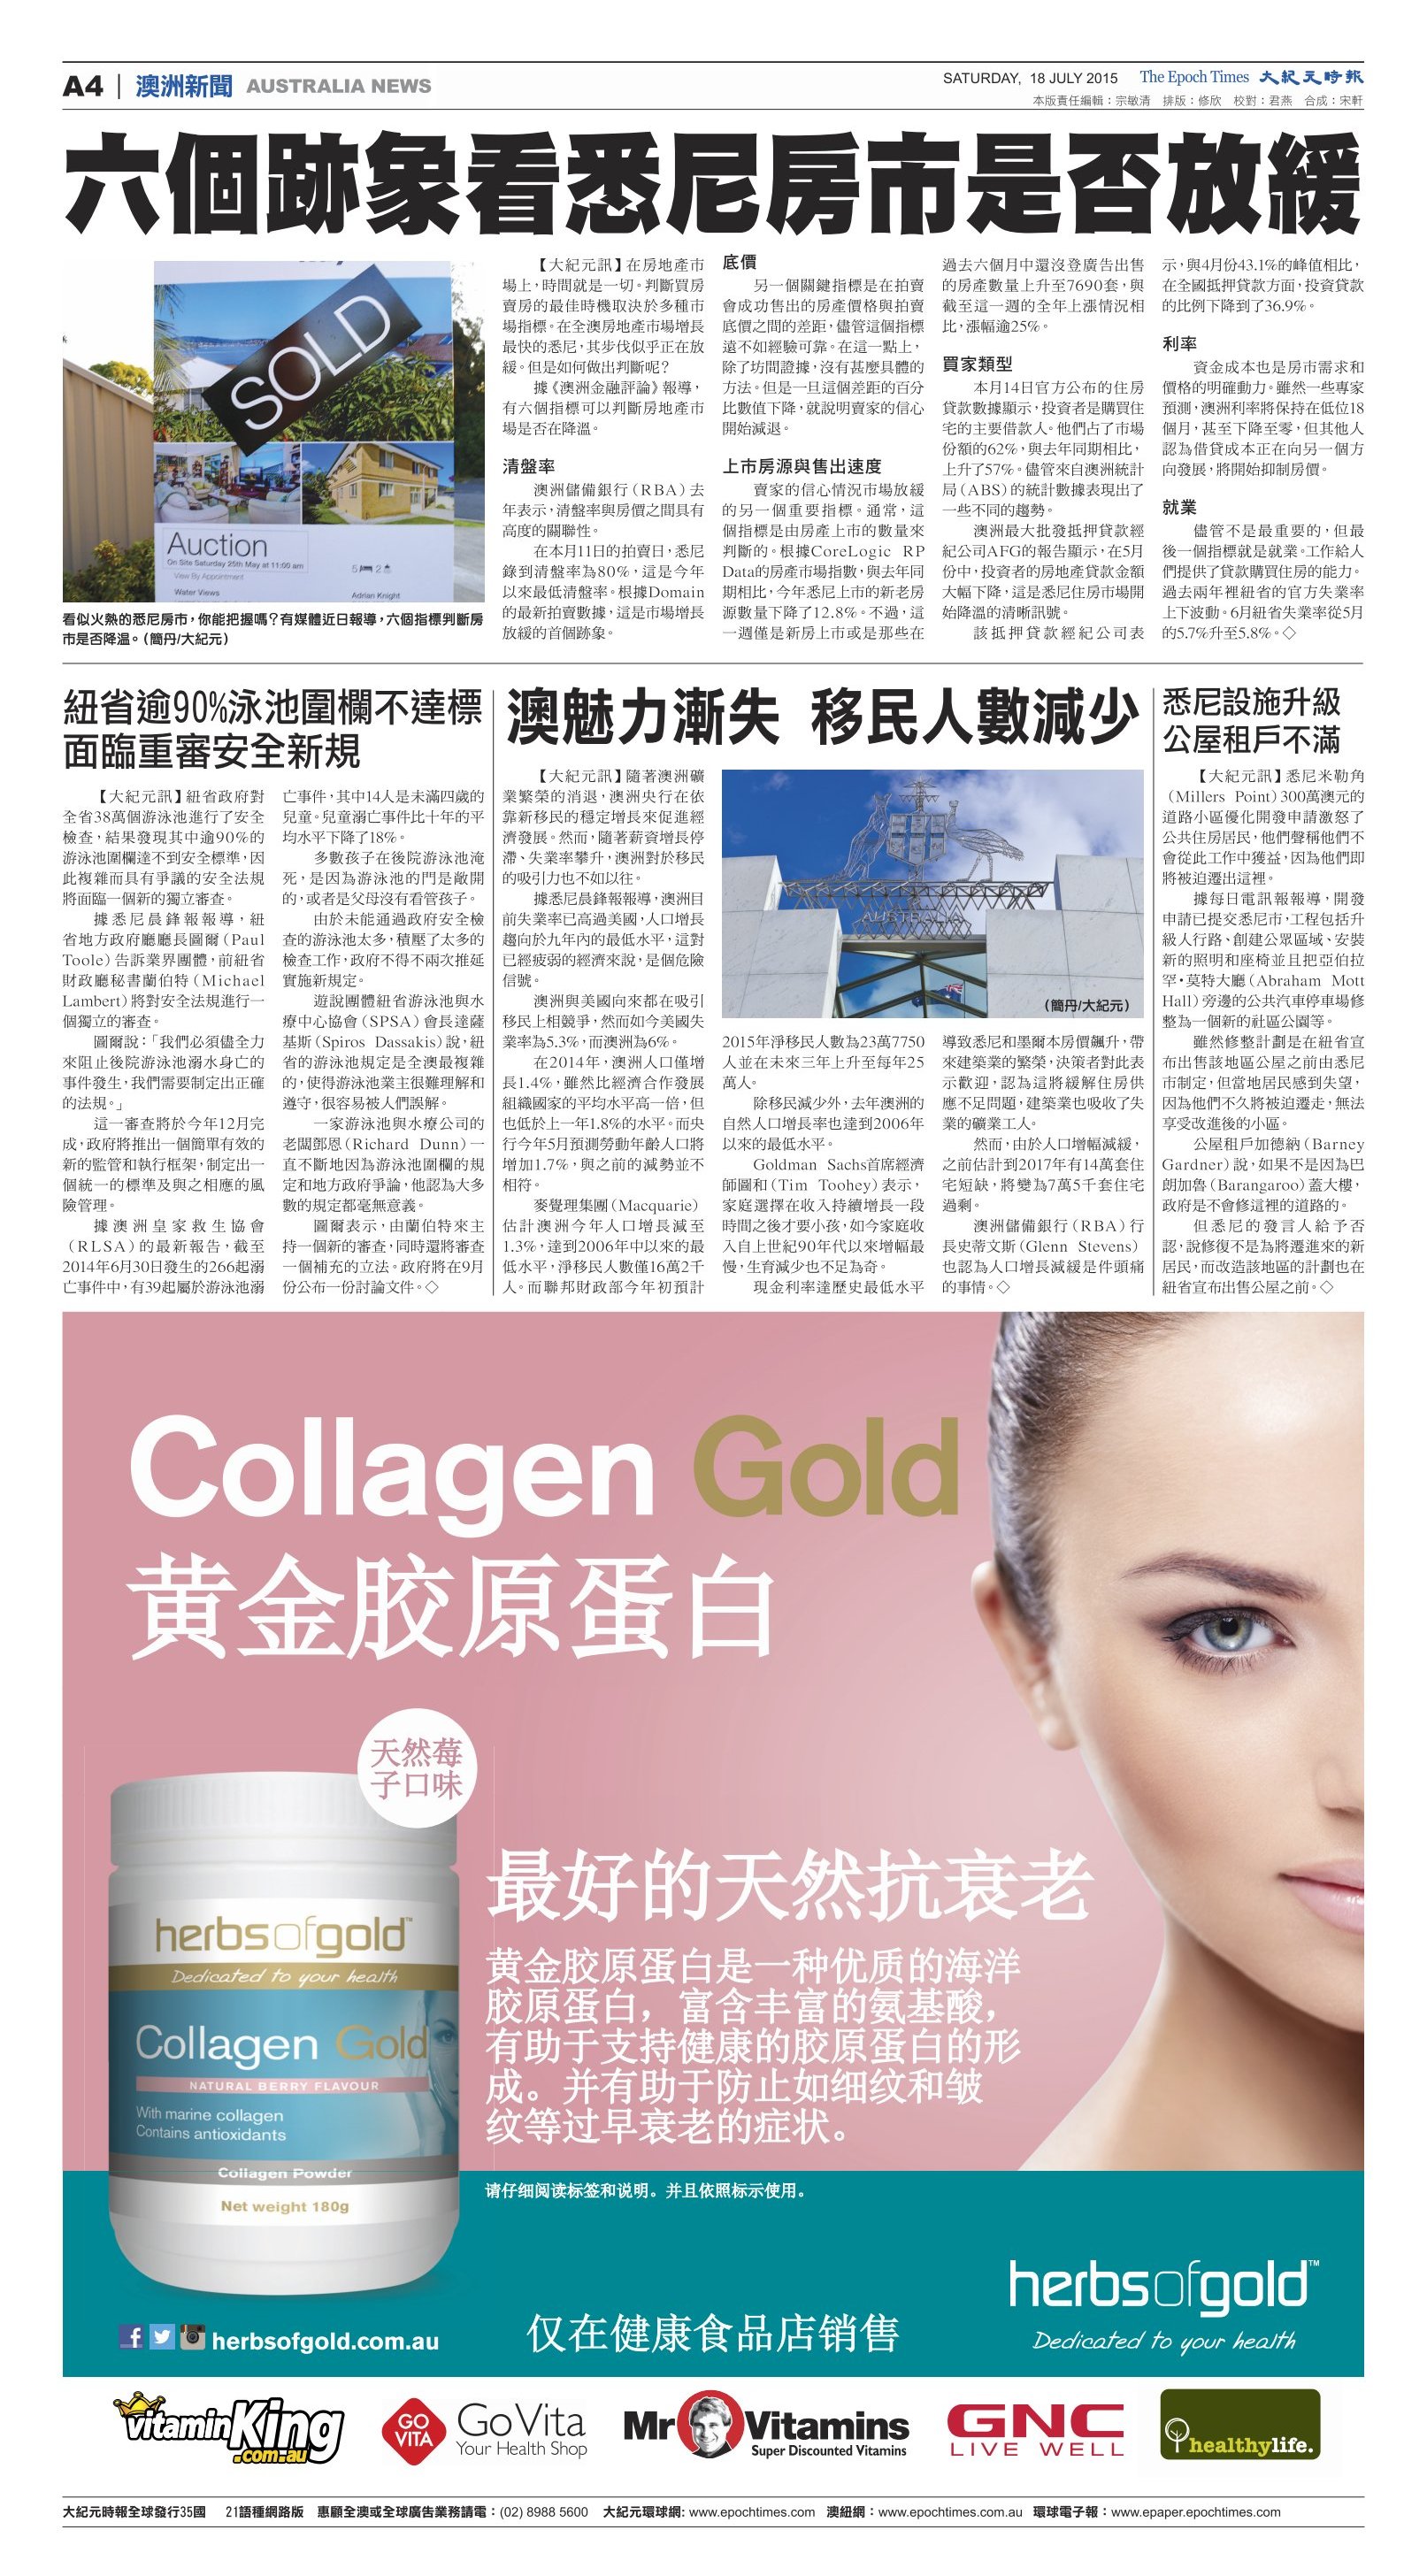 A4 | 澳洲新聞 AUSTRALIA NEWS
SATURDAY, 18 JULY 2015 The Epoch Times 大紀元時報
本版責任編輯：宗敏清 排版：修欣 校對：君燕 合成：宋軒
六個跡象看悉尼房市是否放緩
SOLD
Auction
On Site Saturday 25th May at 11:00 am
View By Appointment
Water Views
5 2
Adrian Knight
看似火熱的悉尼房市，你能把握嗎？有媒體近日報導，六個指標判斷房
市是否降溫。（簡丹/大紀元）
【大紀元訊】在房地產市
場上，時間就是一切。判斷買房
賣房的最佳時機取決於多種市
場指標。在全澳房地產市場增長
最快的悉尼，其步伐似乎正在放
緩。但是如何做出判斷呢？
據《澳洲金融評論》報導，
有六個指標可以判斷房地產市
場是否在降溫。
清盤率
澳洲儲備銀行（RBA）去
年表示，清盤率與房價之間具有
高度的關聯性。
在本月11日的拍賣日，悉尼
錄到清盤率為80%，這是今年
以來最低清盤率。根據Domain
的最新拍賣數據，這是市場增長
放緩的首個跡象。
底價
另一個關鍵指標是在拍賣
會成功售出的房產價格與拍賣
底價之間的差距，儘管這個指標
遠不如經驗可靠。在這一點上，
除了坊間證據，沒有甚麼具體的
方法。但是一旦這個差距的百分
比數值下降，就說明賣家的信心
開始減退。
上市房源與售出速度
賣家的信心情況市場放緩
的另一個重要指標。通常，這
個指標是由房產上市的數量來
判斷的。根據CoreLogic RP
Data的房產市場指數，與去年同
期相比，今年悉尼上市的新老房
源數量下降了12.8%。不過，這
一週僅是新房上市或是那些在
過去六個月中還沒登廣告出售
的房產數量上升至7690套，與
截至這一週的全年上漲情況相
比，漲幅逾25%。
買家類型
本月14日官方公布的住房
貸款數據顯示，投資者是購買住
宅的主要借款人。他們占了市場
份額的62%，與去年同期相比，
上升了57%。儘管來自澳洲統計
局（ABS）的統計數據表現出了
一些不同的趨勢。
澳洲最大批發抵押貸款經
紀公司AFG的報告顯示，在5月
份中，投資者的房地產貸款金額
大幅下降，這是悉尼住房市場開
始降溫的清晰訊號。
該抵押貸款經紀公司表
示，與4月份43.1%的峰值相比，
在全國抵押貸款方面，投資貸款
的比例下降到了36.9%。
利率
資金成本也是房市需求和
價格的明確動力。雖然一些專家
預測，澳洲利率將保持在低位18
個月，甚至下降至零，但其他人
認為借貸成本正在向另一個方
向發展，將開始抑制房價。
就業
儘管不是最重要的，但最
後一個指標就是就業。工作給人
們提供了貸款購買住房的能力。
過去兩年裡紐省的官方失業率
上下波動。6月紐省失業率從5月
的5.7%升至5.8%。◇
紐省逾90%泳池圍欄不達標
面臨重審安全新規
【大紀元訊】紐省政府對
全省38萬個游泳池進行了安全
檢查，結果發現其中逾90%的
游泳池圍欄達不到安全標準，因
此複雜而具有爭議的安全法規
將面臨一個新的獨立審查。
據悉尼晨鋒報報導，紐
省地方政府廳廳長圖爾（Paul
Toole）告訴業界團體，前紐省
財政廳秘書蘭伯特（Michael
Lambert）將對安全法規進行一
個獨立的審查。
圖爾說：「我們必須儘全力
來阻止後院游泳池溺水身亡的
事件發生，我們需要制定出正確
的法規。」
這一審查將於今年12月完
成，政府將推出一個簡單有效的
新的監管和執行框架，制定出一
個統一的標準及與之相應的風
險管理。
據澳洲皇家救生協會
（RLSA）的最新報告，截至
2014年6月30日發生的266起溺
亡事件中，有39起屬於游泳池溺
亡事件，其中14人是未滿四歲的
兒童。兒童溺亡事件比十年的平
均水平下降了18%。
多數孩子在後院游泳池淹
死，是因為游泳池的門是敞開
的，或者是父母沒有看管孩子。
由於未能通過政府安全檢
查的游泳池太多，積壓了太多的
檢查工作，政府不得不兩次推延
實施新規定。
遊說團體紐省游泳池與水
療中心協會（SPSA）會長達薩
基斯（Spiros Dassakis）說，紐
省的游泳池規定是全澳最複雜
的，使得游泳池業主很難理解和
遵守，很容易被人們誤解。
一家游泳池與水療公司的
老闆鄧恩（Richard Dunn）一
直不斷地因為游泳池圍欄的規
定和地方政府爭論，他認為大多
數的規定都毫無意義。
圖爾表示，由蘭伯特來主
持一個新的審查，同時還將審查
一個補充的立法。政府將在9月
份公布一份討論文件。◇
澳魅力漸失 移民人數減少
【大紀元訊】隨著澳洲礦
業繁榮的消退，澳洲央行在依
靠新移民的穩定增長來促進經
濟發展。然而，隨著薪資增長停
滯、失業率攀升，澳洲對於移民
的吸引力也不如以往。
據悉尼晨鋒報報導，澳洲目
前失業率已高過美國，人口增長
趨向於九年內的最低水平，這對
已經疲弱的經濟來說，是個危險
信號。
澳洲與美國向來都在吸引
移民上相競爭，然而如今美國失
業率為5.3%，而澳洲為6%。
在2014年，澳洲人口僅增
長1.4%，雖然比經濟合作發展
組織國家的平均水平高一倍，但
也低於上一年1.8%的水平。而央
行今年5月預測勞動年齡人口將
增加1.7%，與之前的減勢並不
相符。
麥覺理集團（Macquarie）
估計澳洲今年人口增長減至
1.3%，達到2006年中以來的最
低水平，淨移民人數僅16萬2千
人。而聯邦財政部今年初預計
AUSTRALIA
（簡丹/大紀元）
2015年淨移民人數為23萬7750
人並在未來三年上升至每年25
萬人。
除移民減少外，去年澳洲的
自然人口增長率也達到2006年
以來的最低水平。
Goldman Sachs首席經濟
師圖和（Tim Toohey）表示，
家庭選擇在收入持續增長一段
時間之後才要小孩，如今家庭收
入自上世紀90年代以來增幅最
慢，生育減少也不足為奇。
現金利率達歷史最低水平
導致悉尼和墨爾本房價飆升，帶
來建築業的繁榮，決策者對此表
示歡迎，認為這將緩解住房供
應不足問題，建築業也吸收了失
業的礦業工人。
然而，由於人口增幅減緩，
之前估計到2017年有14萬套住
宅短缺，將變為7萬5千套住宅
過剩。
澳洲儲備銀行（RBA）行
長史蒂文斯（Glenn Stevens）
也認為人口增長減緩是件頭痛
的事情。◇
悉尼設施升級
公屋租戶不滿
【大紀元訊】悉尼米勒角
（Millers Point）300萬澳元的
道路小區優化開發申請激怒了
公共住房居民，他們聲稱他們不
會從此工作中獲益，因為他們即
將被迫遷出這裡。
據每日電訊報報導，開發
申請已提交悉尼市，工程包括升
級人行路、創建公眾區域、安裝
新的照明和座椅並且把亞伯拉
罕·莫特大廳（Abraham Mott
Hall）旁邊的公共汽車停車場修
整為一個新的社區公園等。
雖然修整計劃是在紐省宣
布出售該地區公屋之前由悉尼
市制定，但當地居民感到失望，
因為他們不久將被迫遷走，無法
享受改進後的小區。
公屋租戶加德納（Barney
Gardner）說，如果不是因為巴
朗加魯（Barangaroo）蓋大樓，
政府是不會修這裡的道路的。
但悉尼的發言人給予否
認，說修復不是為將遷進來的新
居民，而改造該地區的計劃也在
紐省宣布出售公屋之前。◇
Collagen Gold
黄金胶原蛋白
天然莓
子口味
herbsofgold™
Dedicated to your health
Collagen Gold
NATURAL BERRY FLAVOUR
With marine collagen
Contains antioxidants
Collagen Powder
Net weight 180g
最好的天然抗衰老
黄金胶原蛋白是一种优质的海洋
胶原蛋白，富含丰富的氨基酸，
有助于支持健康的胶原蛋白的形
成。并有助于防止如细纹和皱
纹等过早衰老的症状。
请仔细阅读标签和说明。并且依照标示使用。
herbsofgold.com.au
仅在健康食品店销售
herbsofgold™
Dedicated to your health
vitaminKing
.com.au
GO
VITA
GoVita
Your Health Shop
Mr Vitamins
Super Discounted Vitamins
GNC
LIVE WELL
healthylife.
大紀元時報全球發行35國 21語種網路版 惠顧全澳或全球廣告業務請電：(02) 8988 5600 大紀元環球網: www.epochtimes.com 澳紐網：www.epochtimes.com.au 環球電子報：www.epaper.epochtimes.com